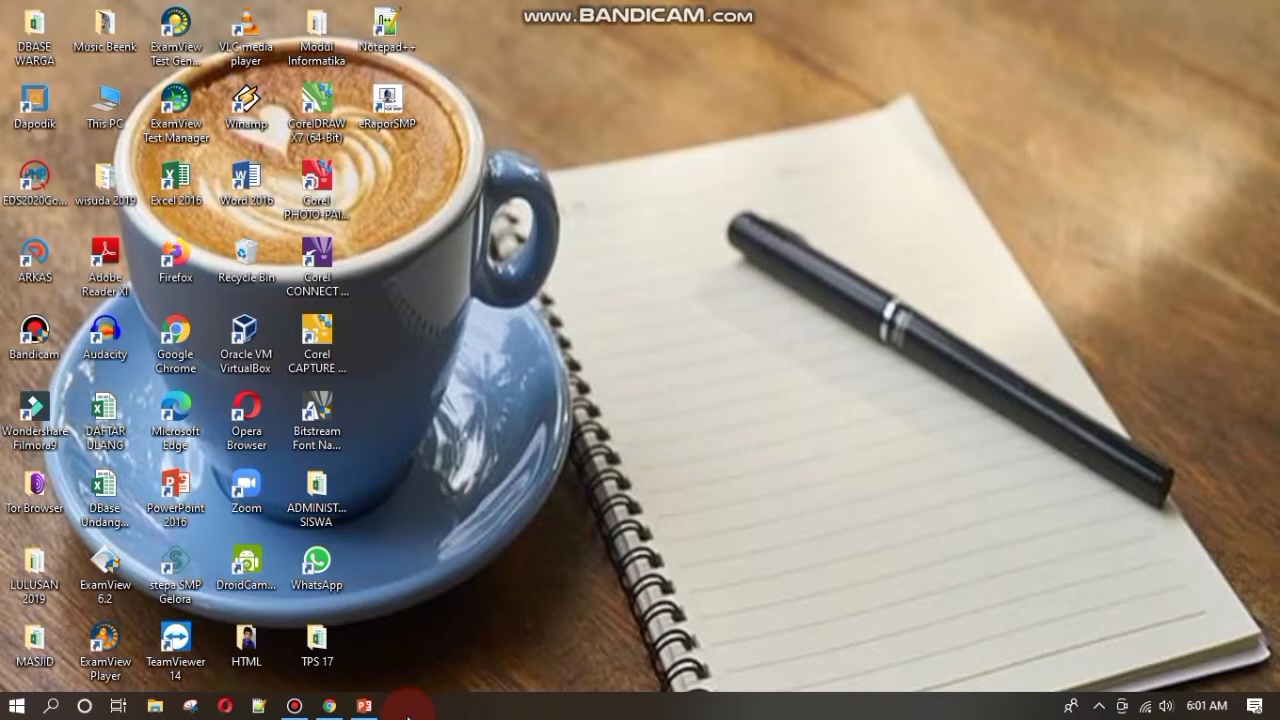 www.BANDICAM.com
DBASE
WARGA
Music Beenk
ExamView
Test Gen...
VLC media
player
Modul
Informatika
Notepad++
Dapodik
This PC
ExamView
Test Manager
Winamp
CorelDRAW
X7 (64-Bit)
eRaporSMP
EDS2020Co...
wisuda 2019
Excel 2016
Word 2016
Corel
PHOTO-PAI...
ARKAS
Adobe
Reader XI
Firefox
Recycle Bin
Corel
CONNECT ...
Bandicam
Audacity
Google
Chrome
Oracle VM
VirtualBox
Corel
CAPTURE ...
Wondershare
Filmora9
DAFTAR
ULANG
Microsoft
Edge
Opera
Browser
Bitstream
Font Na...
Tor Browser
DBase
Undang...
PowerPoint
2016
Zoom
ADMINIST...
SISWA
LULUSAN
2019
ExamView
6.2
stepa SMP
Gelora
DroidCam...
WhatsApp
MASJID
ExamView
Player
TeamViewer
14
HTML
TPS 17
6:01 AM